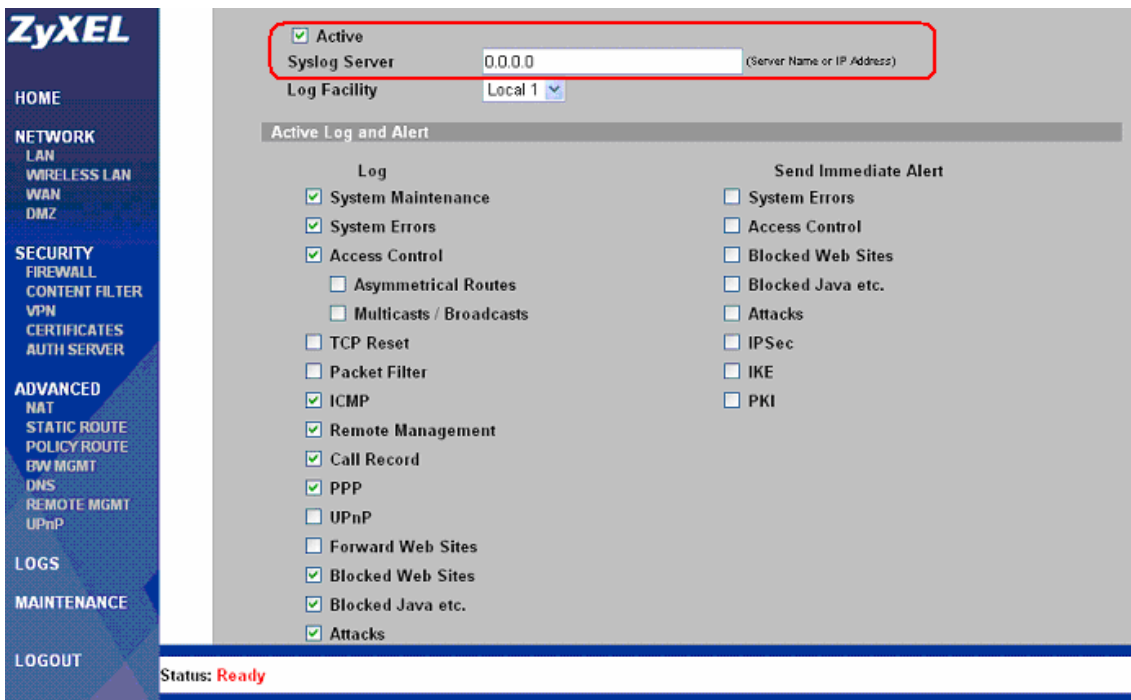 ZyXEL
HOME
NETWORK
LAN
WIRELESS LAN
WAN
DMZ
SECURITY
FIREWALL
CONTENT FILTER
VPN
CERTIFICATES
AUTH SERVER
ADVANCED
NAT
STATIC ROUTE
POLICY ROUTE
BW MGMT
DNS
REMOTE MGMT
UPnP
LOGS
MAINTENANCE
LOGOUT
Active
Syslog Server 0.0.0.0 (Server Name or IP Address)
Log Facility Local 1
Active Log and Alert
Log
System Maintenance
System Errors
Access Control
Asymmetrical Routes
Multicasts / Broadcasts
TCP Reset
Packet Filter
ICMP
Remote Management
Call Record
PPP
UPnP
Forward Web Sites
Blocked Web Sites
Blocked Java etc.
Attacks
Send Immediate Alert
System Errors
Access Control
Blocked Web Sites
Blocked Java etc.
Attacks
IPSec
IKE
PKI
Status: Ready